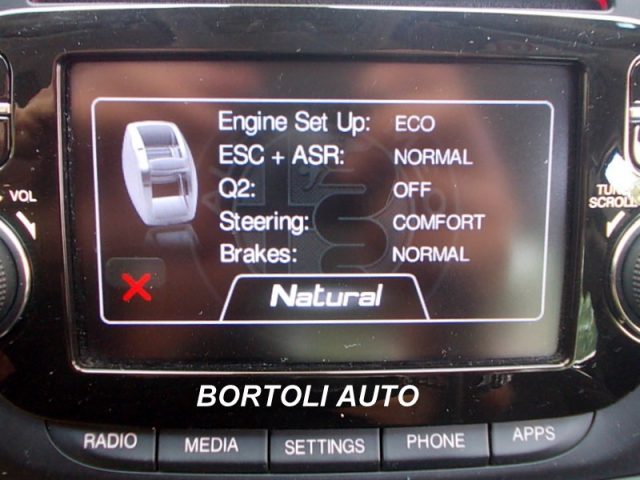 Engine Set Up: ECO
ESC + ASR: NORMAL
Q2: OFF
Steering: COMFORT
Brakes: NORMAL
Natural
VOL
SCROLL
BORTOLI AUTO
RADIO MEDIA SETTINGS PHONE APPS